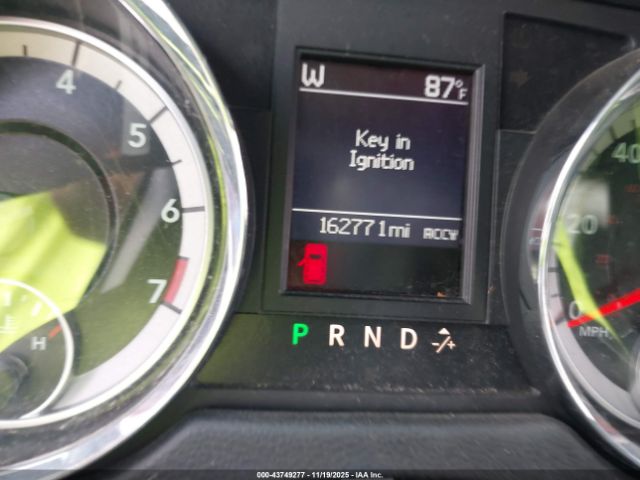 W 87°F
Key in
Ignition
162771mi ACCY
P R N D -/+
4
5
6
7
H
40
20
0
MPH
000-43749277 - 11/19/2025 - IAA Inc.